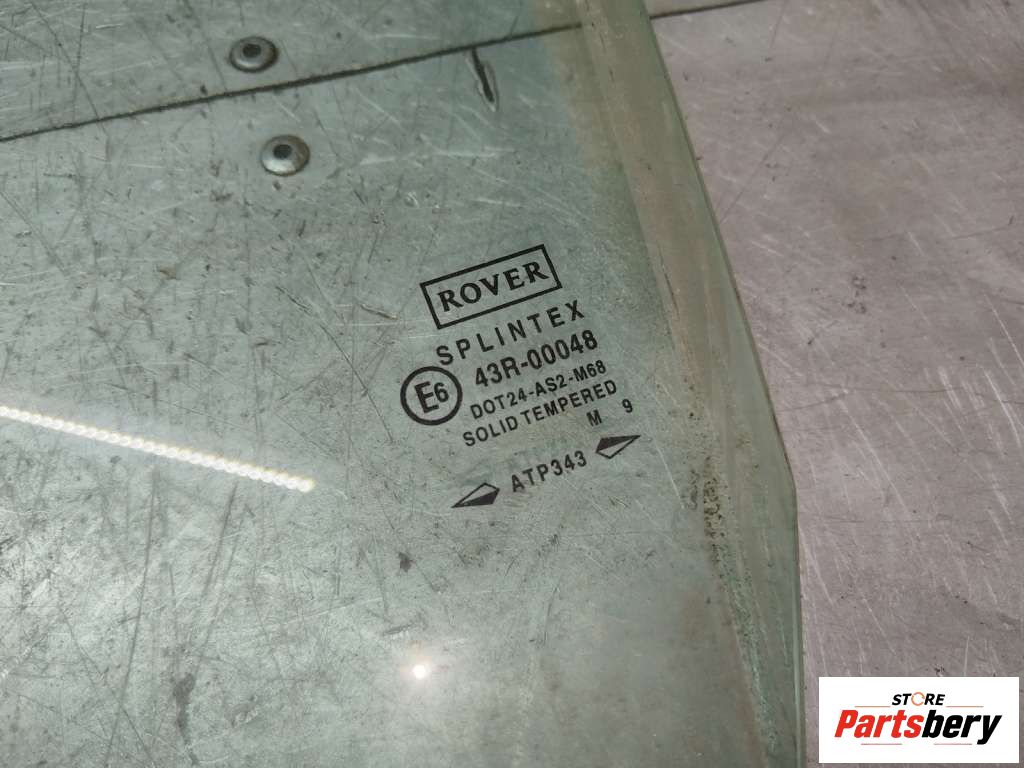 ROVER
SPLINTEX
E6 43R-00048
DOT24-AS2-M68
SOLID TEMPERED
M 9
ATP343
STORE
Partsbery